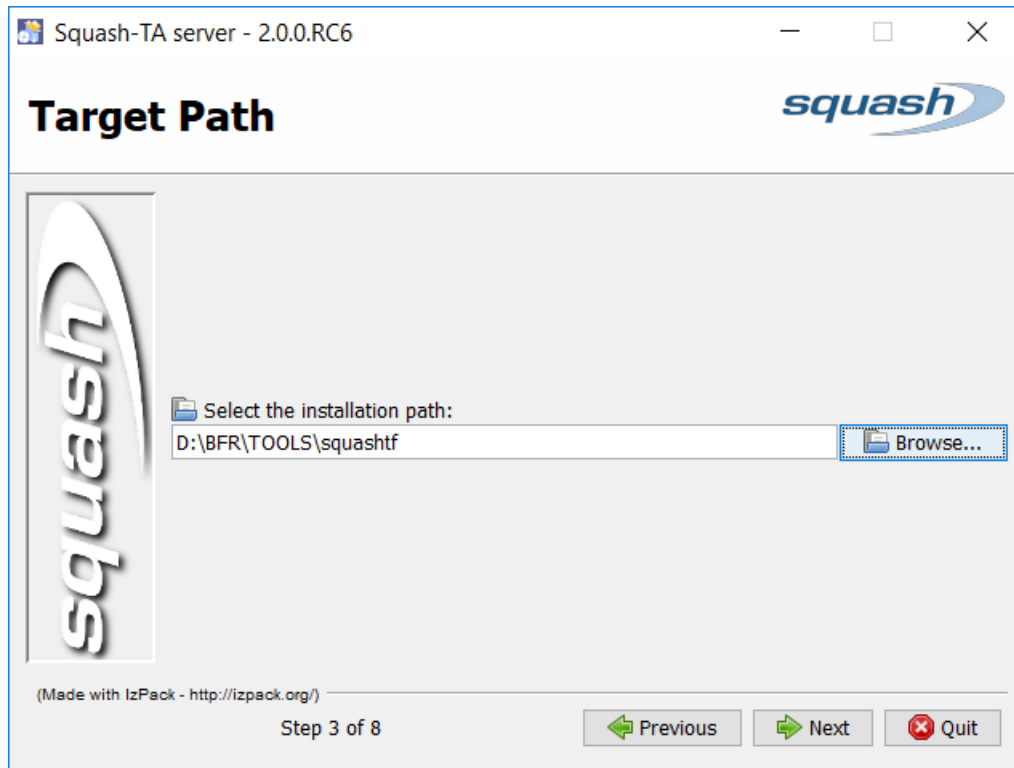 Squash-TA server - 2.0.0.RC6
Target Path
squash
squash
Select the installation path:
D:\BFR\TOOLS\squashtf
Browse...
(Made with IzPack - http://izpack.org/)
Step 3 of 8
Previous
Next
Quit